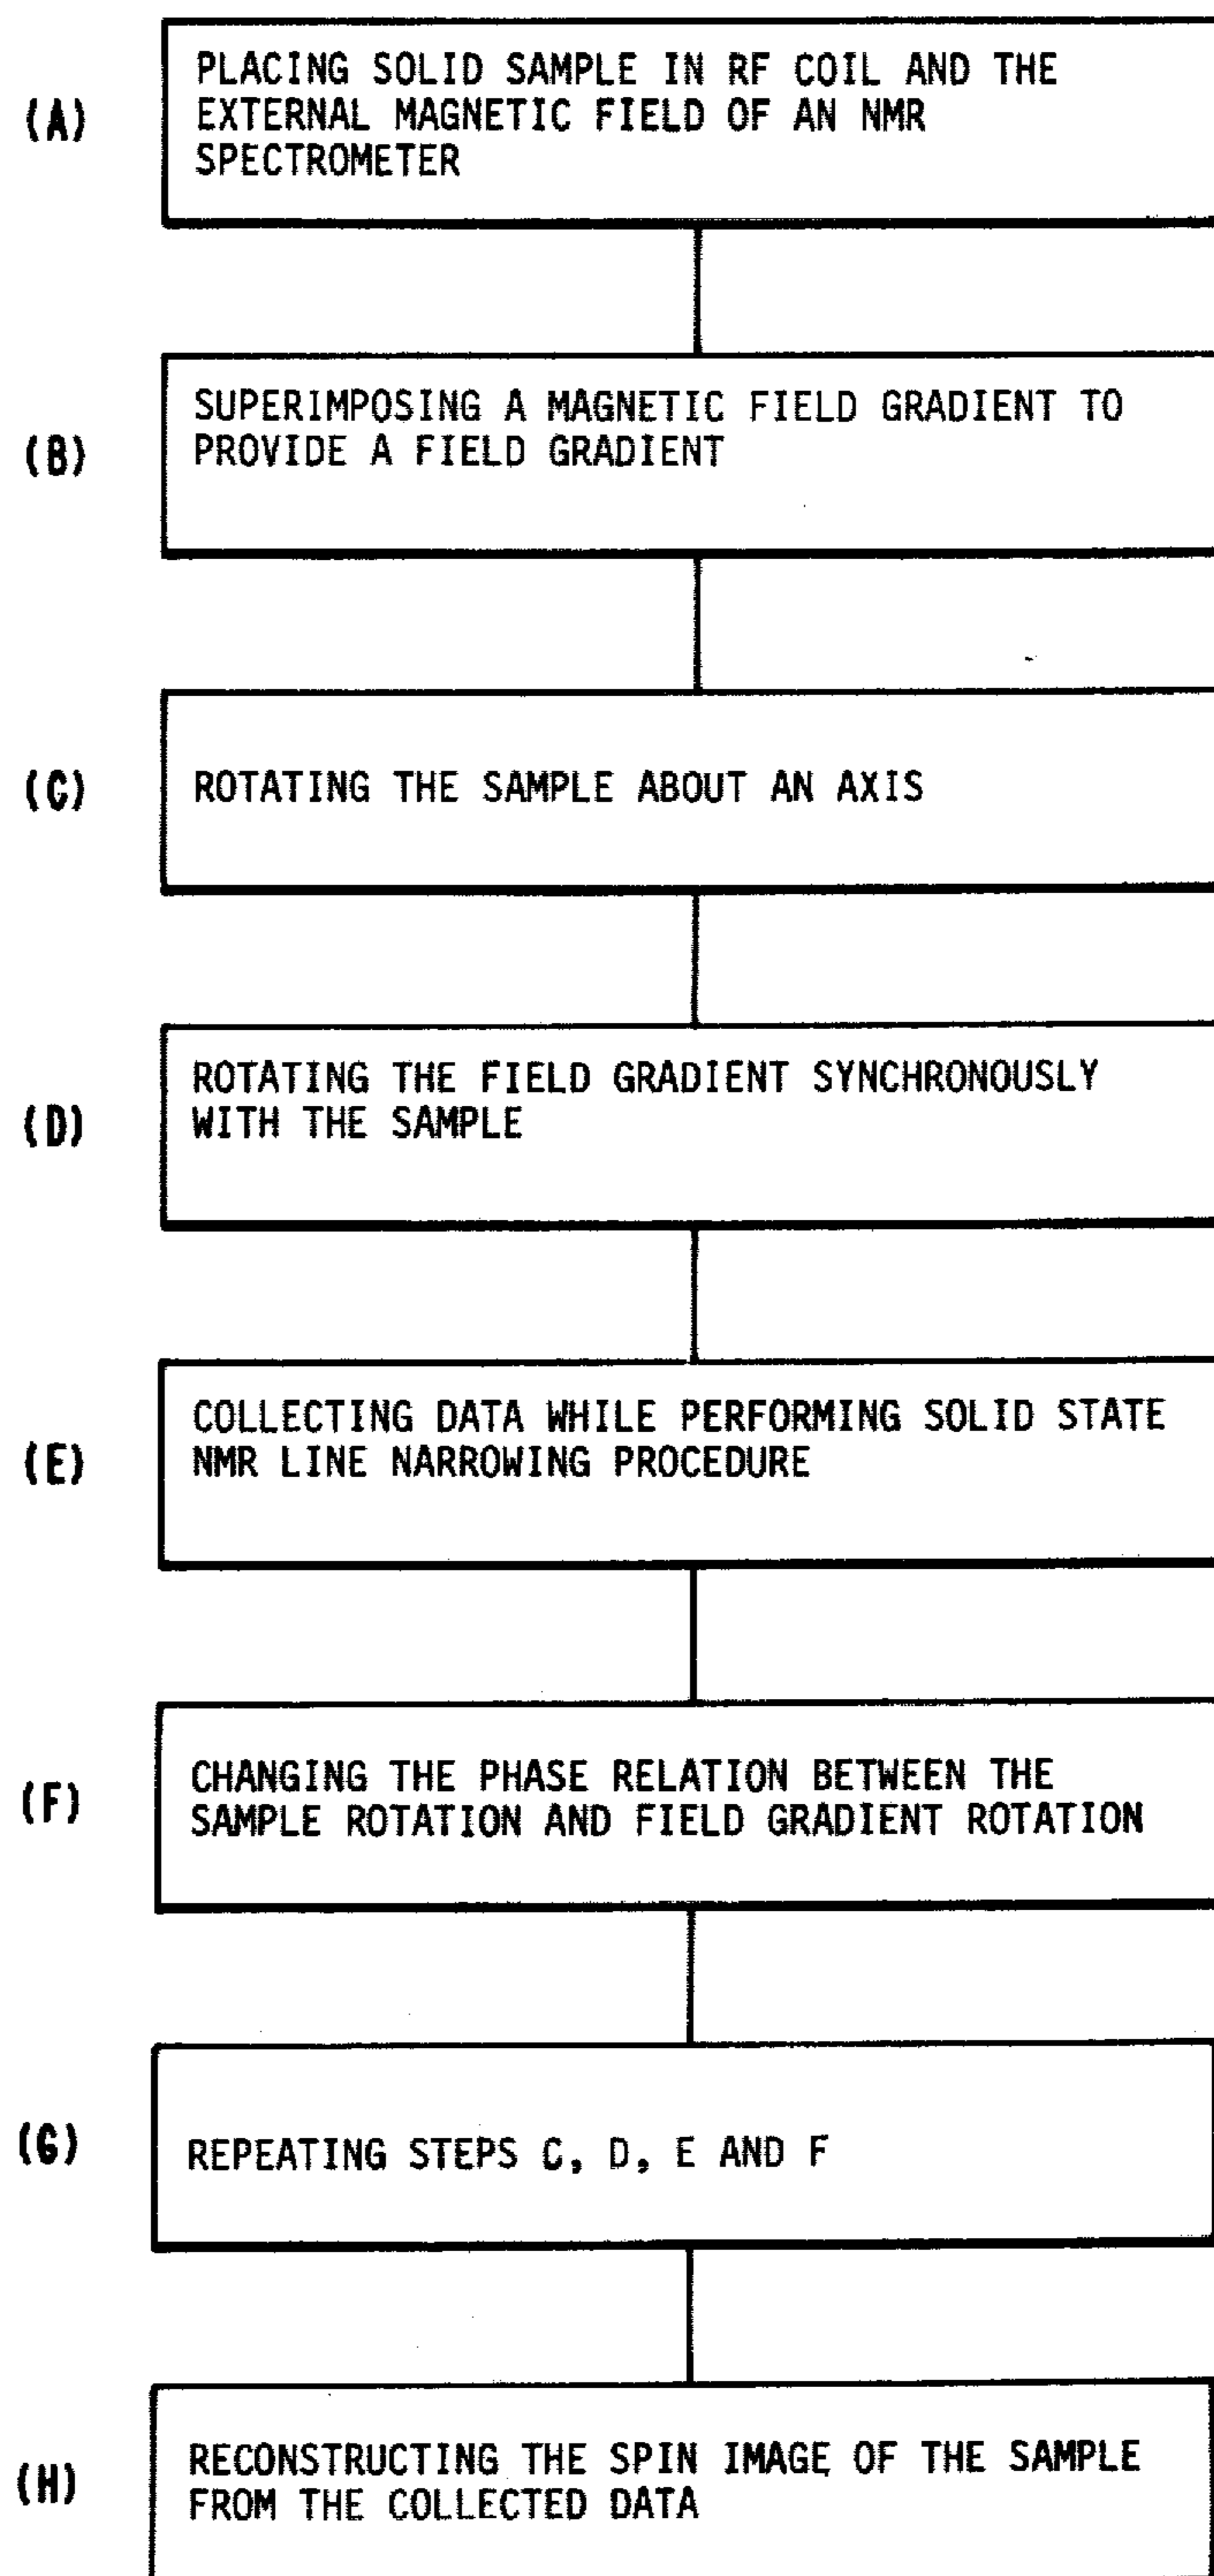 (A)
PLACING SOLID SAMPLE IN RF COIL AND THE
EXTERNAL MAGNETIC FIELD OF AN NMR
SPECTROMETER
(B)
SUPERIMPOSING A MAGNETIC FIELD GRADIENT TO
PROVIDE A FIELD GRADIENT
(C)
ROTATING THE SAMPLE ABOUT AN AXIS
(D)
ROTATING THE FIELD GRADIENT SYNCHRONOUSLY
WITH THE SAMPLE
(E)
COLLECTING DATA WHILE PERFORMING SOLID STATE
NMR LINE NARROWING PROCEDURE
(F)
CHANGING THE PHASE RELATION BETWEEN THE
SAMPLE ROTATION AND FIELD GRADIENT ROTATION
(G)
REPEATING STEPS C, D, E AND F
(H)
RECONSTRUCTING THE SPIN IMAGE OF THE SAMPLE
FROM THE COLLECTED DATA